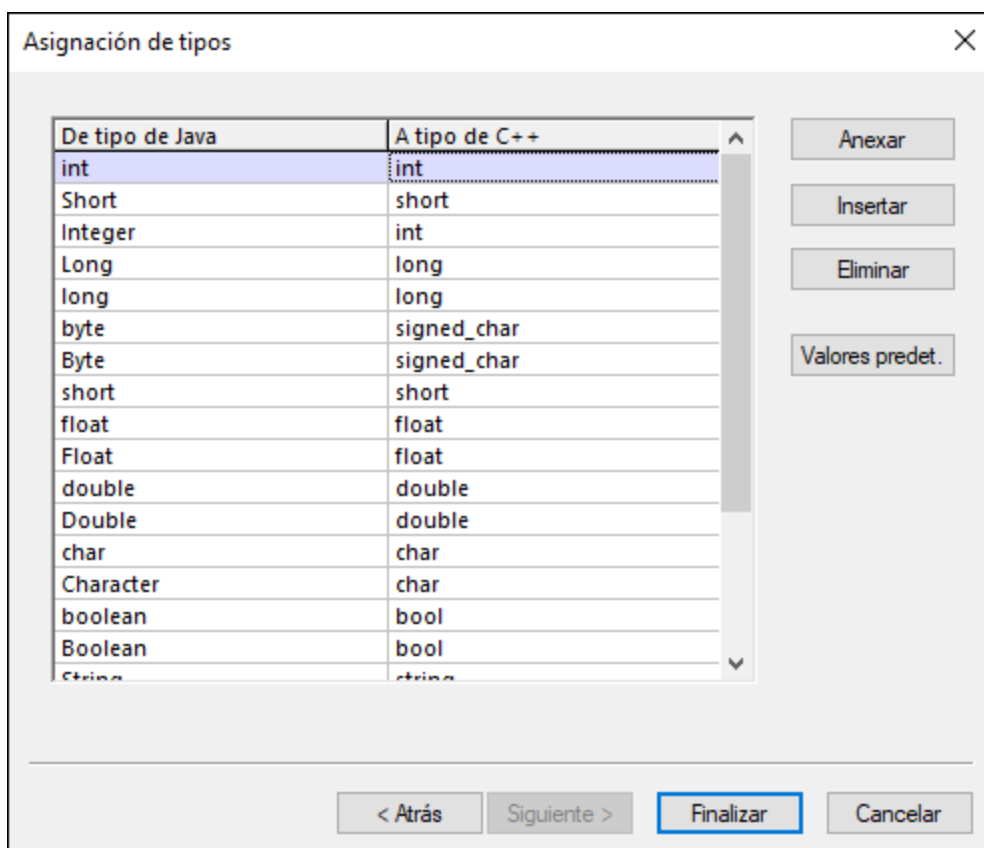 Asignación de tipos
De tipo de Java A tipo de C++
int int
Short short
Integer int
Long long
long long
byte signed_char
Byte signed_char
short short
float float
Float float
double double
Double double
char char
Character char
boolean bool
Boolean bool
String string
Anexar
Insertar
Eliminar
Valores predet.
< Atrás Siguiente > Finalizar Cancelar